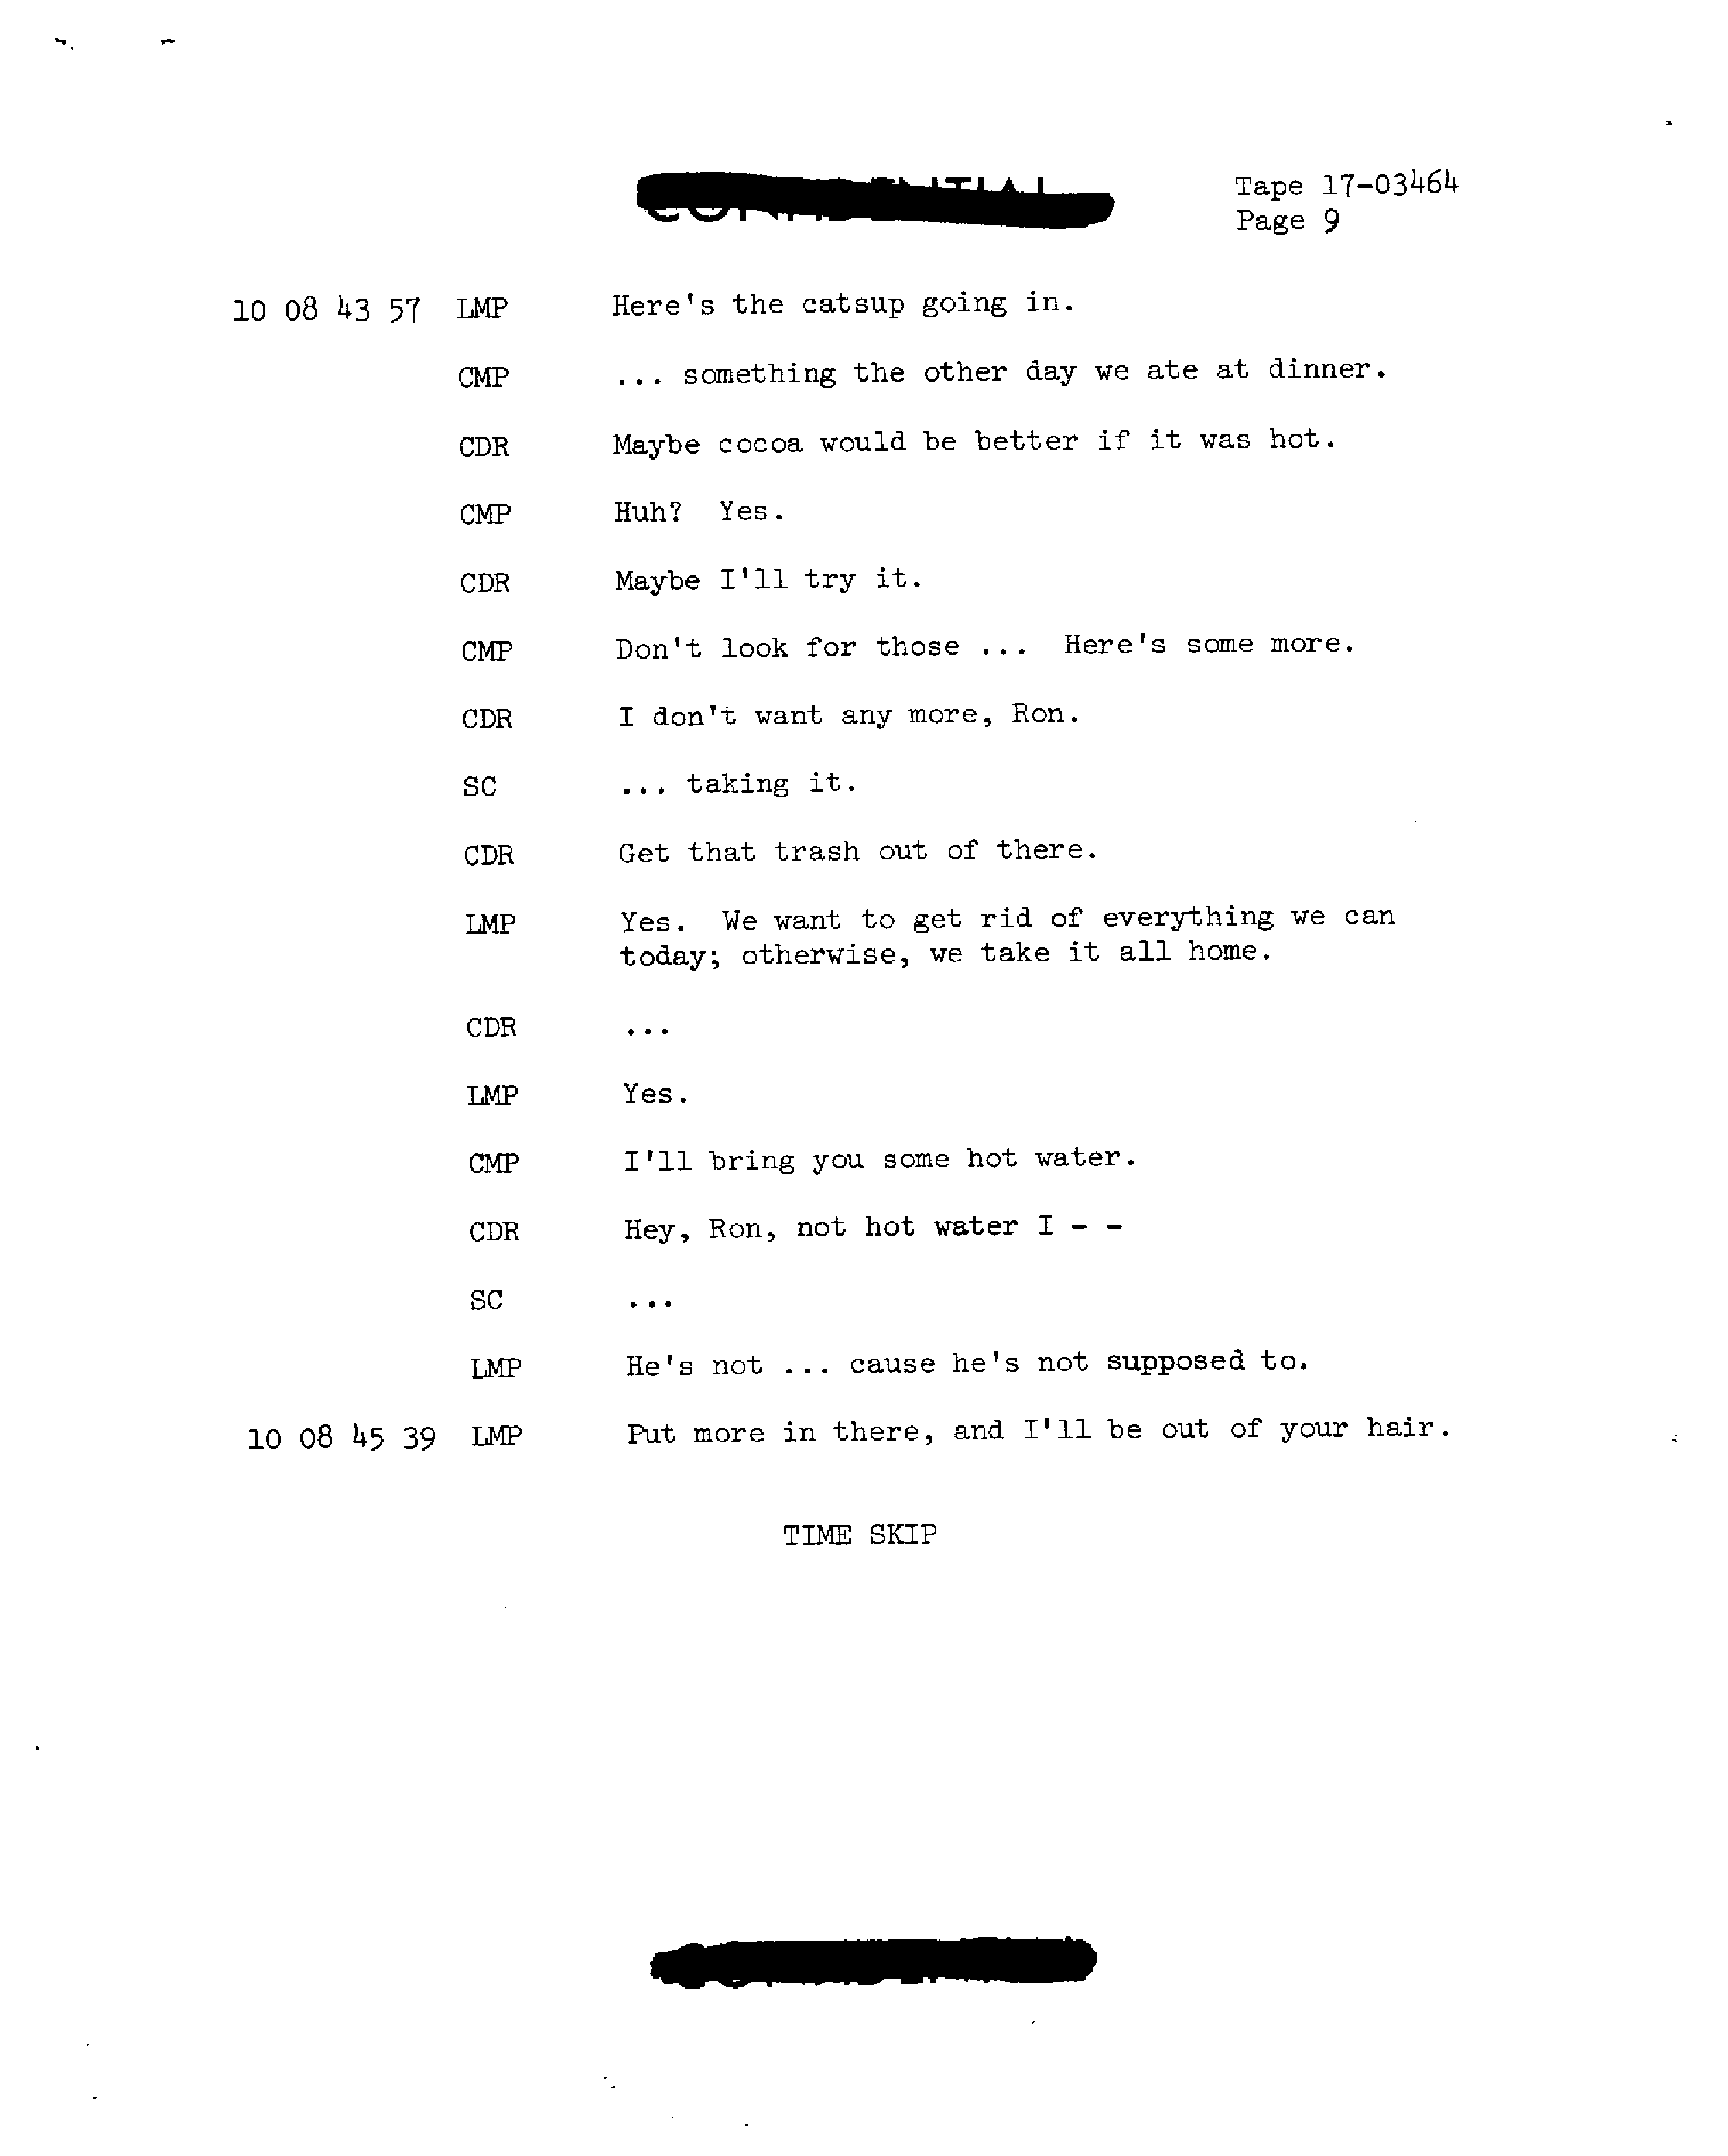 Tape 17-03464
Page 9
10 08 43 57 LMP Here's the catsup going in.
CMP ... something the other day we ate at dinner.
CDR Maybe cocoa would be better if it was hot.
CMP Huh? Yes.
CDR Maybe I'll try it.
CMP Don't look for those ... Here's some more.
CDR I don't want any more, Ron.
SC ... taking it.
CDR Get that trash out of there.
LMP Yes. We want to get rid of everything we can
today; otherwise, we take it all home.
CDR ...
LMP Yes.
CMP I'll bring you some hot water.
CDR Hey, Ron, not hot water I - -
SC ...
LMP He's not ... cause he's not supposed to.
10 08 45 39 LMP Put more in there, and I'll be out of your hair.
TIME SKIP